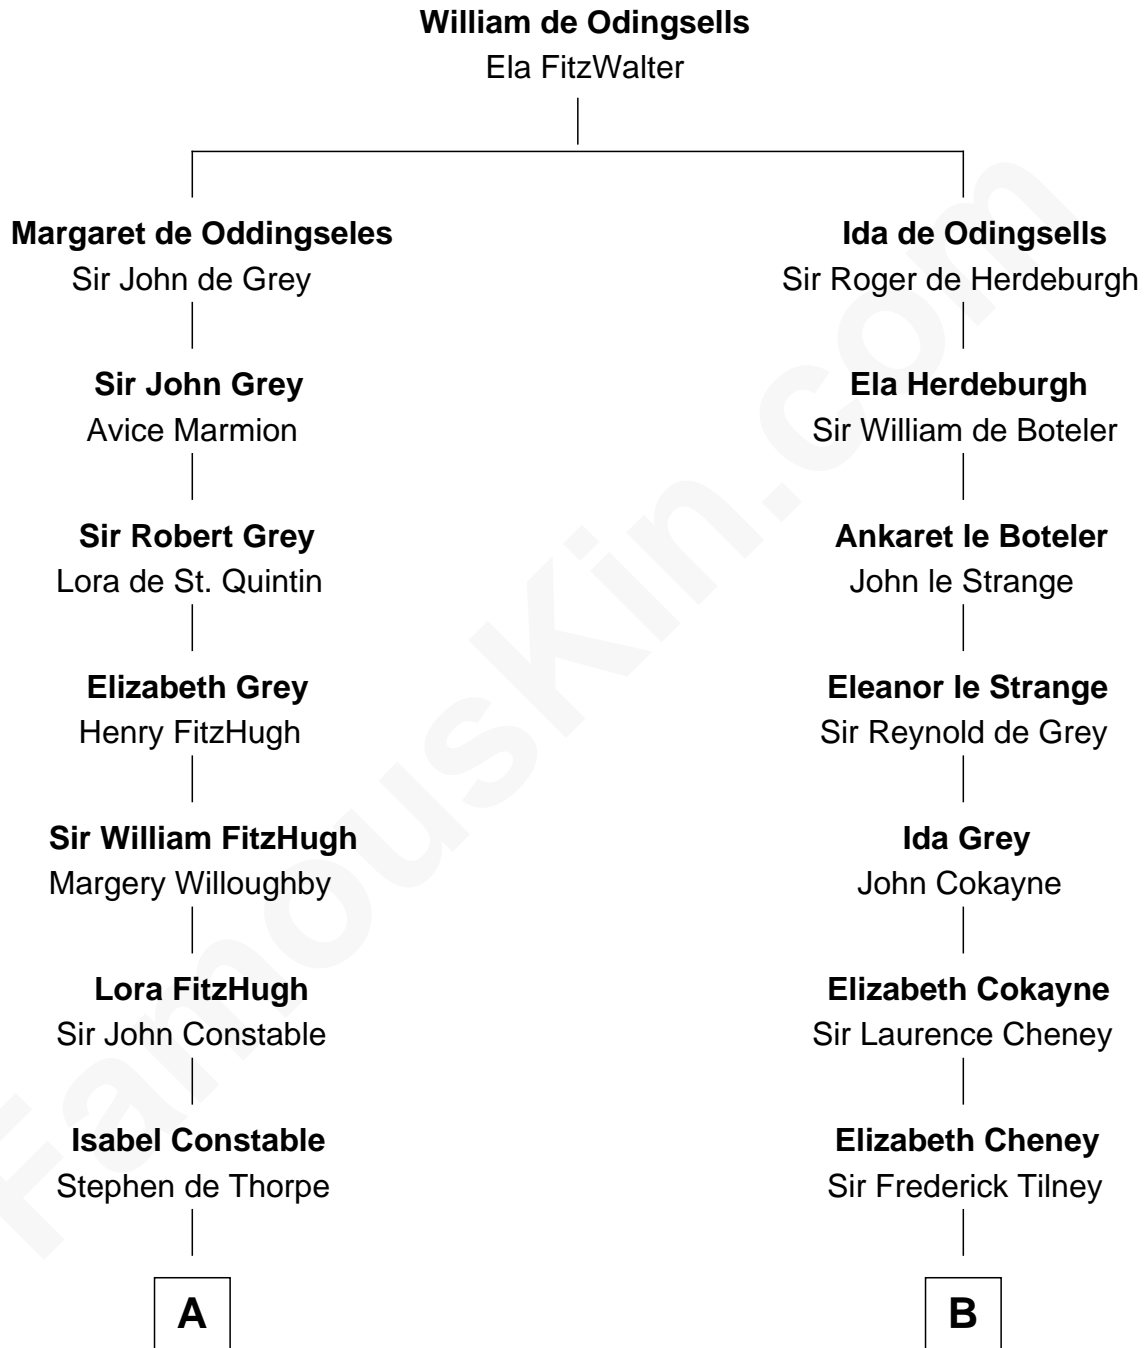 William de Odingsells
Ela FitzWalter
Margaret de Oddingseles
Sir John de Grey
Sir John Grey
Avice Marmion
Sir Robert Grey
Lora de St. Quintin
Elizabeth Grey
Henry FitzHugh
Sir William FitzHugh
Margery Willoughby
Lora FitzHugh
Sir John Constable
Isabel Constable
Stephen de Thorpe
A
Ida de Odingsells
Sir Roger de Herdeburgh
Ela Herdeburgh
Sir William de Boteler
Ankaret le Boteler
John le Strange
Eleanor le Strange
Sir Reynold de Grey
Ida Grey
John Cokayne
Elizabeth Cokayne
Sir Laurence Cheney
Elizabeth Cheney
Sir Frederick Tilney
B
FamousKin.com